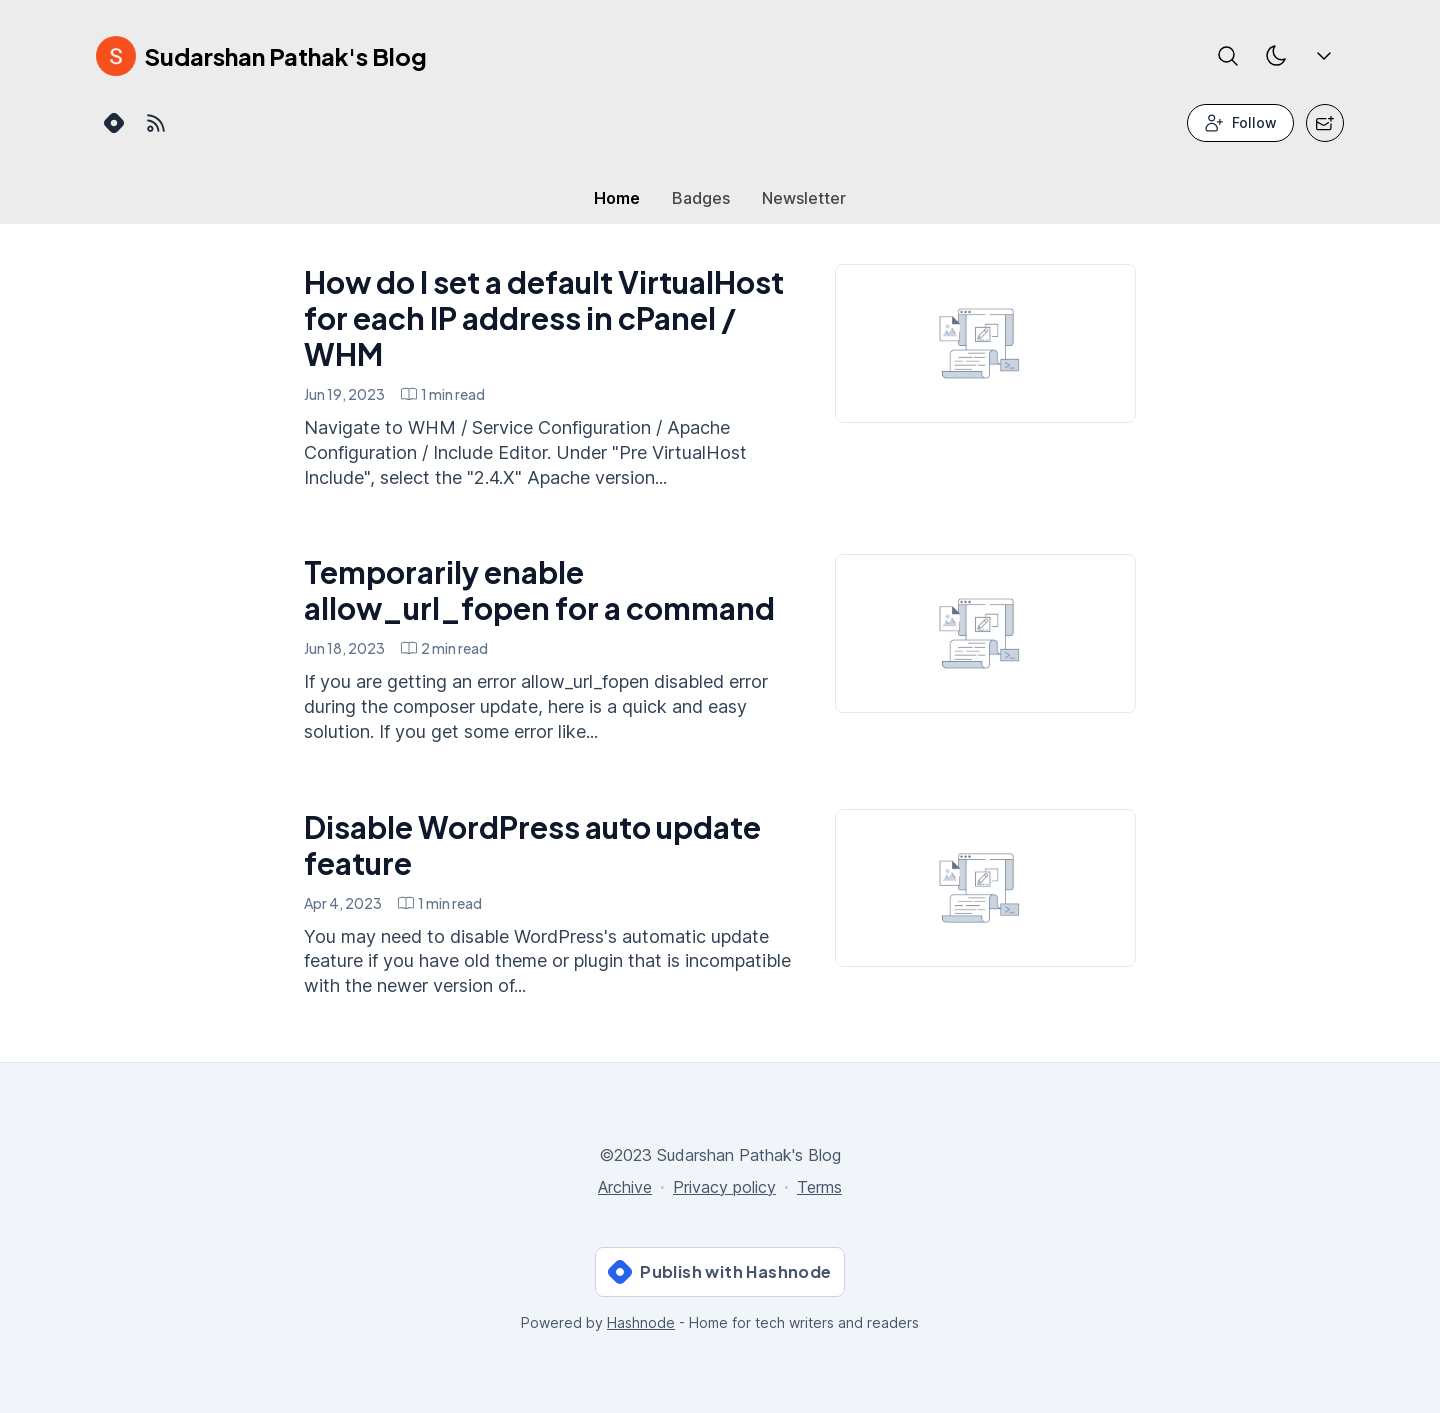 S Sudarshan Pathak's Blog
Follow
Home Badges Newsletter
How do I set a default VirtualHost
for each IP address in cPanel /
WHM
Jun 19, 2023 1 min read
Navigate to WHM / Service Configuration / Apache
Configuration / Include Editor. Under "Pre VirtualHost
Include", select the "2.4.X" Apache version...
Temporarily enable
allow_url_fopen for a command
Jun 18, 2023 2 min read
If you are getting an error allow_url_fopen disabled error
during the composer update, here is a quick and easy
solution. If you get some error like...
Disable WordPress auto update
feature
Apr 4, 2023 1 min read
You may need to disable WordPress's automatic update
feature if you have old theme or plugin that is incompatible
with the newer version of...
©2023 Sudarshan Pathak's Blog
Archive · Privacy policy · Terms
Publish with Hashnode
Powered by Hashnode - Home for tech writers and readers